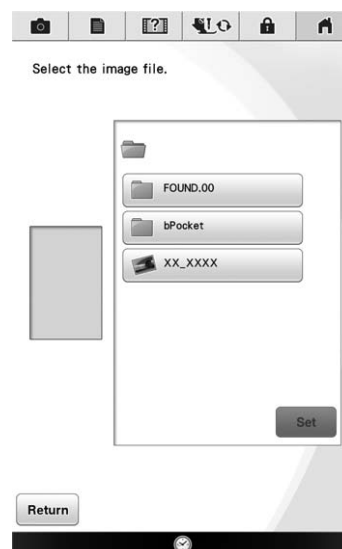 Select the image file.
FOUND.00
bPocket
XX_XXXX
Set
Return